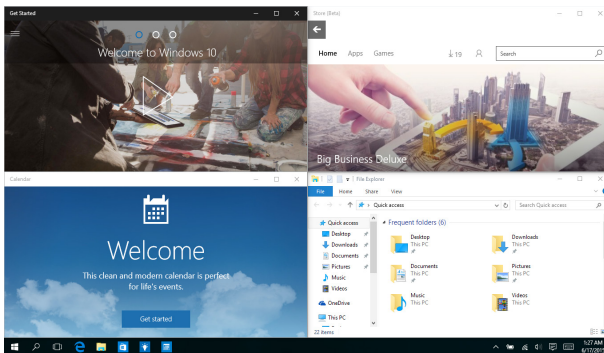 Get Started
Welcome to Windows 10
Store (Beta)
Home Apps Games
19
Search
Big Business Deluxe
Calendar
Welcome
This clean and modern calendar is perfect
for life's events.
Get started
File Explorer
File Home Share View
Quick access
Search Quick access
Quick access
Desktop
Downloads
Documents
Pictures
Music
Videos
OneDrive
This PC
Frequent folders (6)
Desktop
This PC
Downloads
This PC
Documents
This PC
Pictures
This PC
Music
This PC
Videos
This PC
22 items
1:27 AM